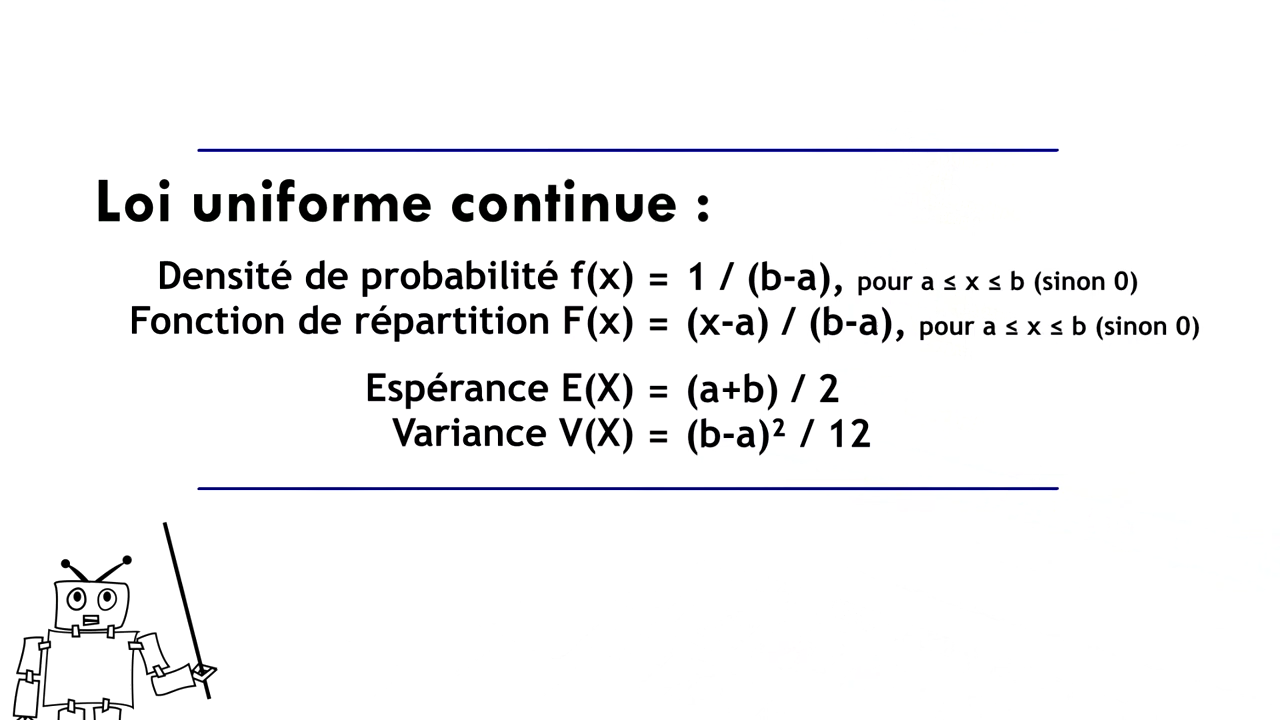 Loi uniforme continue :
Densité de probabilité f(x) = 1 / (b-a), pour a ≤ x ≤ b (sinon 0)
Fonction de répartition F(x) = (x-a) / (b-a), pour a ≤ x ≤ b (sinon 0)
Espérance E(X) = (a+b) / 2
Variance V(X) = (b-a)² / 12